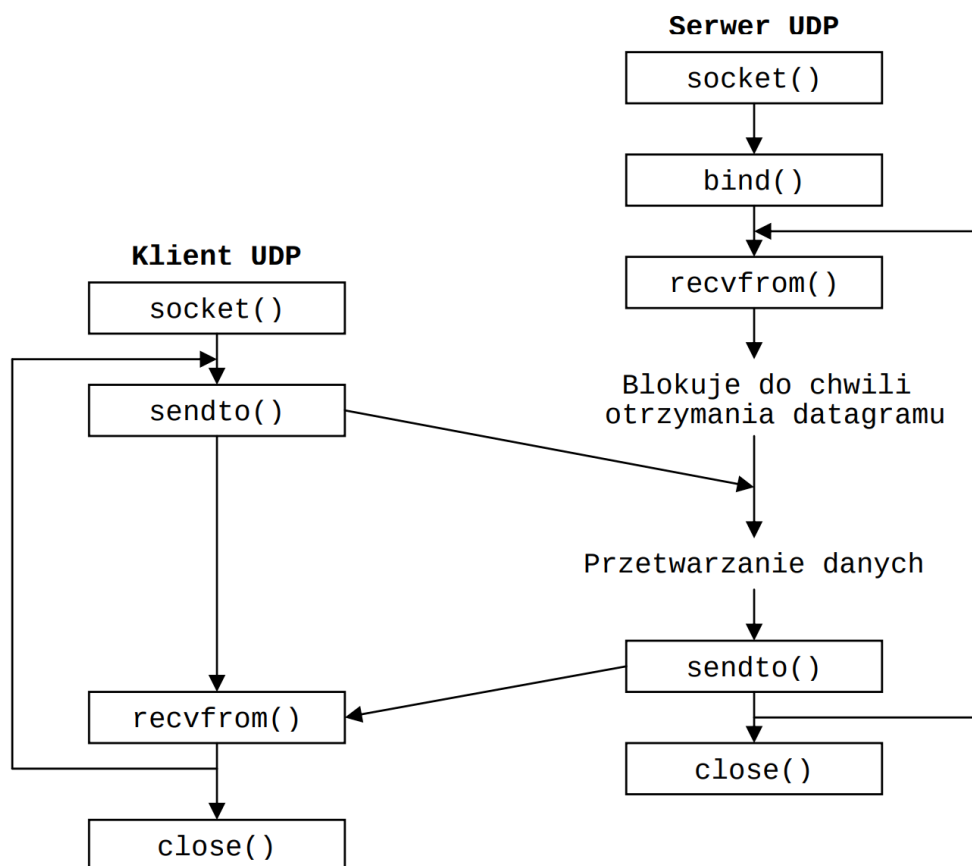 Serwer UDP
socket()
bind()
recvfrom()
Blokuje do chwili
otrzymania datagramu
Przetwarzanie danych
sendto()
close()
Klient UDP
socket()
sendto()
recvfrom()
close()